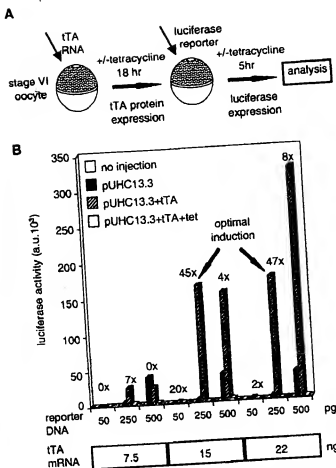 A
tTA
RNA
luciferase
reporter
stage VI
oocyte
+/-tetracycline
18 hr
tTA protein
expression
+/-tetracycline
5hr
luciferase
expression
analysis
B
luciferase activity (a.u.10³)
350
300
250
200
150
100
50
0
no injection
pUHC13.3
pUHC13.3+tTA
pUHC13.3+tTA+tet
optimal
induction
0x 7x 0x 20x 45x 4x 2x 47x 8x
reporter
DNA
50 250 500 50 250 500 50 250 500 pg
tTA
mRNA
7.5 15 22 ng